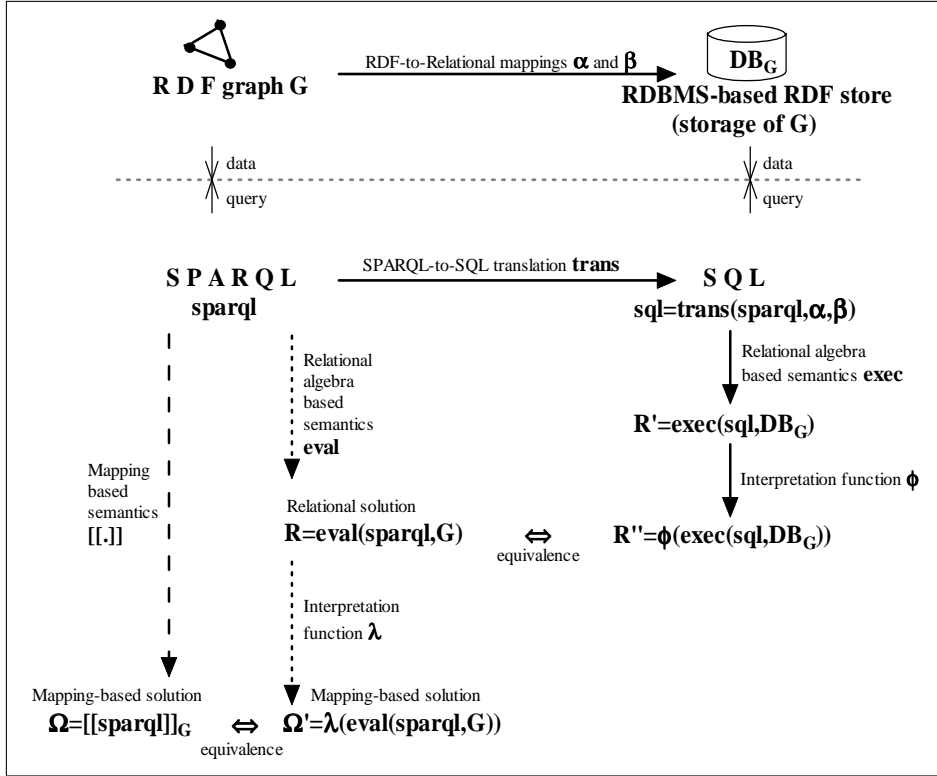 RDF-to-Relational mappings α and β
DB_G
R D F graph G
RDBMS-based RDF store
(storage of G)
data
data
query
query
SPARQL-to-SQL translation trans
S P A R Q L
S Q L
sparql
sql=trans(sparql,α,β)
Relational
algebra
based
semantics
eval
Relational algebra
based semantics exec
R'=exec(sql,DB_G)
Mapping
based
semantics
[[.]]
Interpretation function ϕ
Relational solution
R=eval(sparql,G)
⇔
equivalence
R''=ϕ(exec(sql,DB_G))
Interpretation
function λ
Mapping-based solution
Mapping-based solution
Ω=[[sparql]]_G
⇔
equivalence
Ω'=λ(eval(sparql,G))